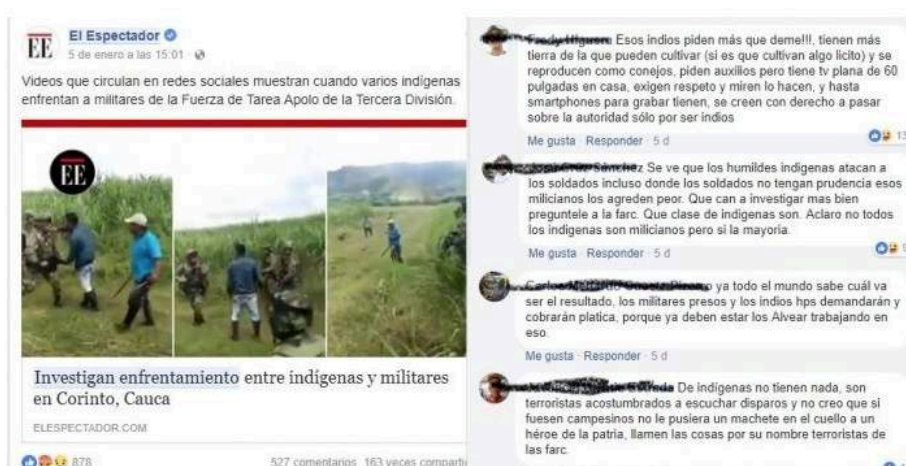 El Espectador
5 de enero a las 15:01
Videos que circulan en redes sociales muestran cuando varios indígenas
enfrentan a militares de la Fuerza de Tarea Apolo de la Tercera División.
EE
EE
Investigan enfrentamiento entre indígenas y militares
en Corinto, Cauca
ELESPECTADOR.COM
878
527 comentarios 163 veces comparti
Esos indios piden más que deme!!!, tienen más
tierra de la que pueden cultivar (si es que cultivan algo licito) y se
reproducen como conejos, piden auxilios pero tiene tv plana de 60
pulgadas en casa, exigen respeto y miren lo hacen, y hasta
smartphones para grabar tienen, se creen con derecho a pasar
sobre la autoridad sólo por ser indios
Me gusta · Responder · 5 d
13
Sánchez Se ve que los humildes indigenas atacan a
los soldados incluso donde los soldados no tengan prudencia esos
milicianos los agreden peor. Que can a investigar mas bien
preguntele a la farc. Que clase de indigenas son. Aclaro no todos
los indigenas son milicianos pero si la mayoria.
Me gusta · Responder · 5 d
ya todo el mundo sabe cuál va
ser el resultado, los militares presos y los indios hps demandarán y
cobrarán platica, porque ya deben estar los Alvear trabajando en
eso.
Me gusta · Responder · 5 d
De indígenas no tienen nada, son
terroristas acostumbrados a escuchar disparos y no creo que si
fuesen campesinos no le pusiera un machete en el cuello a un
héroe de la patria, llamen las cosas por su nombre terroristas de
las farc.